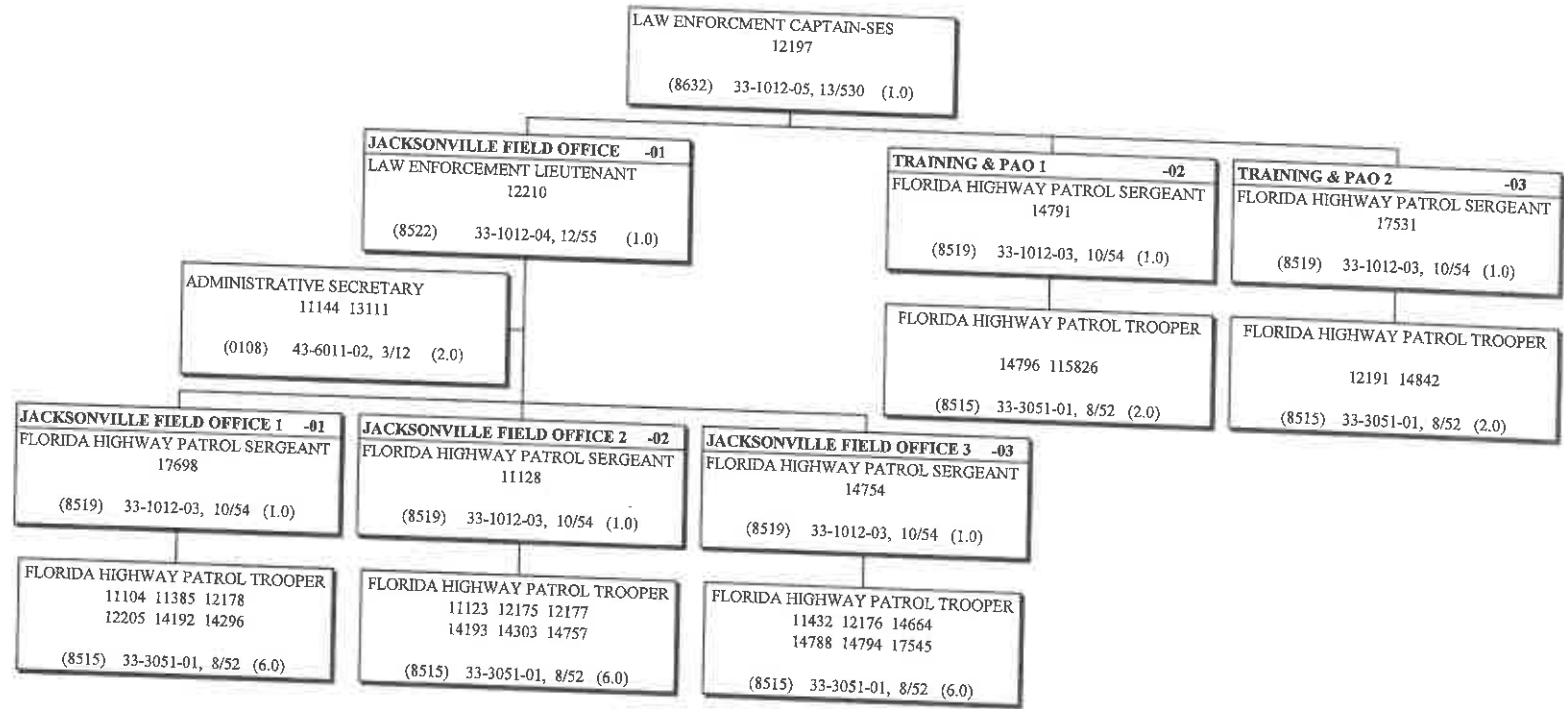 LAW ENFORCMENT CAPTAIN-SES
12197
(8632) 33-1012-05, 13/530 (1.0)
JACKSONVILLE FIELD OFFICE -01
LAW ENFORCEMENT LIEUTENANT
12210
(8522) 33-1012-04, 12/55 (1.0)
TRAINING & PAO 1 -02
FLORIDA HIGHWAY PATROL SERGEANT
14791
(8519) 33-1012-03, 10/54 (1.0)
TRAINING & PAO 2 -03
FLORIDA HIGHWAY PATROL SERGEANT
17531
(8519) 33-1012-03, 10/54 (1.0)
ADMINISTRATIVE SECRETARY
11144 13111
(0108) 43-6011-02, 3/12 (2.0)
FLORIDA HIGHWAY PATROL TROOPER
14796 115826
(8515) 33-3051-01, 8/52 (2.0)
FLORIDA HIGHWAY PATROL TROOPER
12191 14842
(8515) 33-3051-01, 8/52 (2.0)
JACKSONVILLE FIELD OFFICE 1 -01
FLORIDA HIGHWAY PATROL SERGEANT
17698
(8519) 33-1012-03, 10/54 (1.0)
JACKSONVILLE FIELD OFFICE 2 -02
FLORIDA HIGHWAY PATROL SERGEANT
11128
(8519) 33-1012-03, 10/54 (1.0)
JACKSONVILLE FIELD OFFICE 3 -03
FLORIDA HIGHWAY PATROL SERGEANT
14754
(8519) 33-1012-03, 10/54 (1.0)
FLORIDA HIGHWAY PATROL TROOPER
11104 11385 12178
12205 14192 14296
(8515) 33-3051-01, 8/52 (6.0)
FLORIDA HIGHWAY PATROL TROOPER
11123 12175 12177
14193 14303 14757
(8515) 33-3051-01, 8/52 (6.0)
FLORIDA HIGHWAY PATROL TROOPER
11432 12176 14664
14788 14794 17545
(8515) 33-3051-01, 8/52 (6.0)